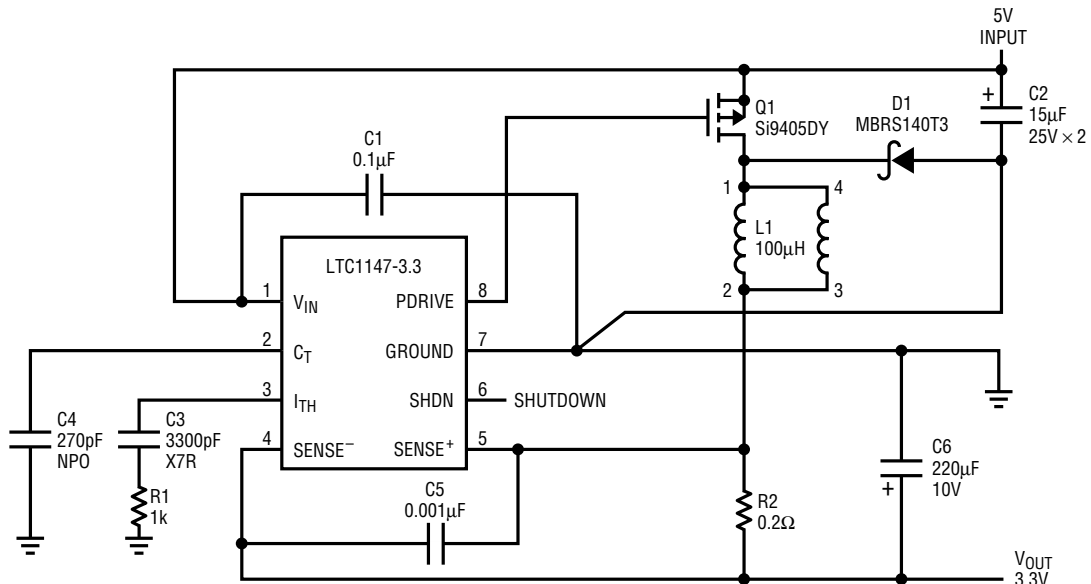 5V
INPUT
C2
15µF
25V × 2
+
D1
MBRS140T3
Q1
Si9405DY
C1
0.1µF
1
4
L1
100µH
2
3
LTC1147-3.3
1
VIN
PDRIVE
8
2
CT
GROUND
7
3
ITH
SHDN
6
SHUTDOWN
4
SENSE−
SENSE+
5
C4
270pF
NPO
C3
3300pF
X7R
R1
1k
C5
0.001µF
R2
0.2Ω
C6
220µF
10V
+
VOUT
3.3V